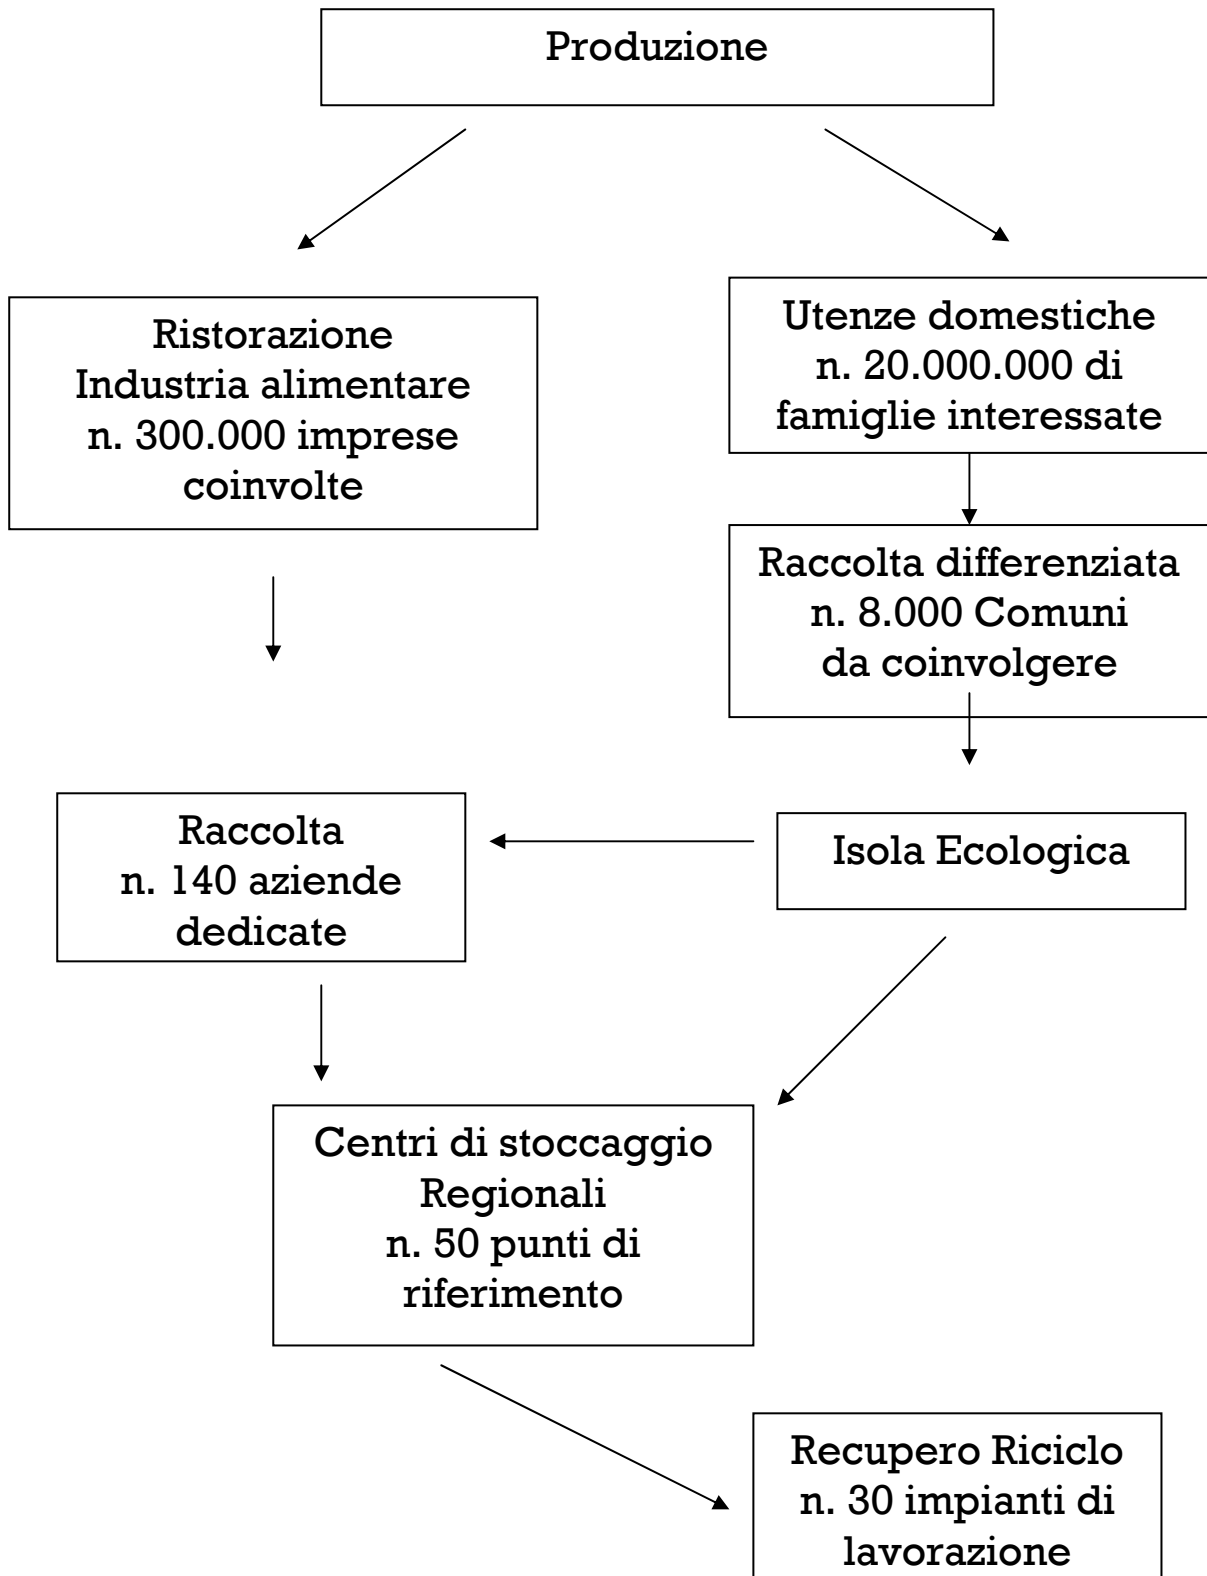 Produzione
Ristorazione
Industria alimentare
n. 300.000 imprese
coinvolte
Utenze domestiche
n. 20.000.000 di
famiglie interessate
Raccolta differenziata
n. 8.000 Comuni
da coinvolgere
Raccolta
n. 140 aziende
dedicate
Isola Ecologica
Centri di stoccaggio
Regionali
n. 50 punti di
riferimento
Recupero Riciclo
n. 30 impianti di
lavorazione